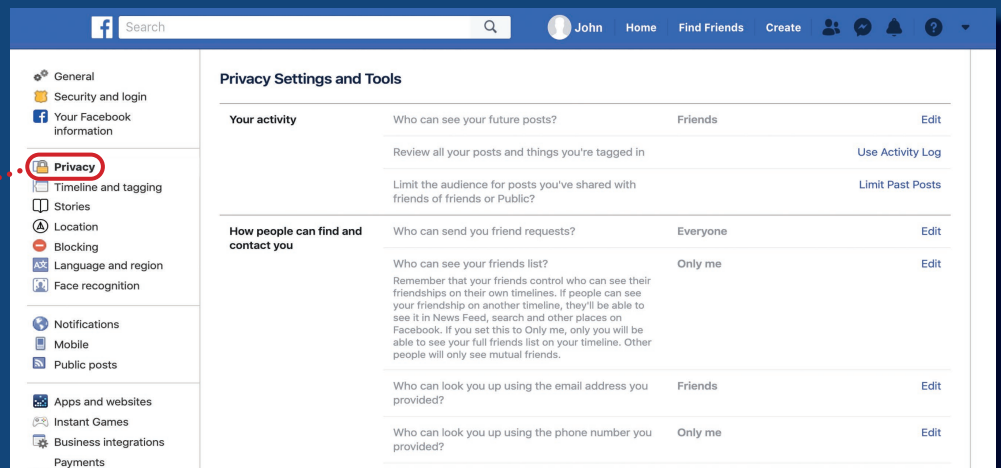 f Search John Home Find Friends Create ?
General
Security and login
Your Facebook
information
Privacy
Timeline and tagging
Stories
Location
Blocking
Language and region
Face recognition
Notifications
Mobile
Public posts
Apps and websites
Instant Games
Business integrations
Payments
Privacy Settings and Tools
Your activity
Who can see your future posts? Friends Edit
Review all your posts and things you're tagged in Use Activity Log
Limit the audience for posts you've shared with Limit Past Posts
friends of friends or Public?
How people can find and
contact you
Who can send you friend requests? Everyone Edit
Who can see your friends list? Only me Edit
Remember that your friends control who can see their
friendships on their own timelines. If people can see
your friendship on another timeline, they'll be able to
see it in News Feed, search and other places on
Facebook. If you set this to Only me, only you will be
able to see your full friends list on your timeline. Other
people will only see mutual friends.
Who can look you up using the email address you Friends Edit
provided?
Who can look you up using the phone number you Only me Edit
provided?